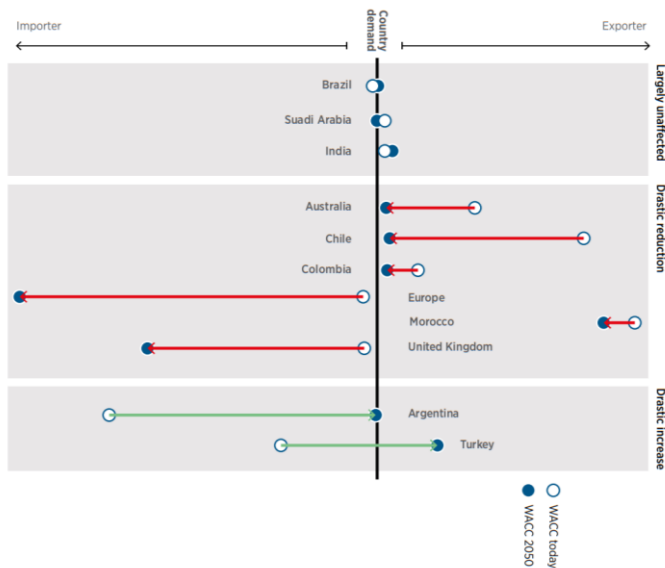 Importer
Country
demand
Exporter
Brazil
Suadi Arabia
India
Largely unaffected
Australia
Chile
Colombia
Europe
Morocco
United Kingdom
Drastic reduction
Argentina
Turkey
Drastic increase
WACC today
WACC 2050